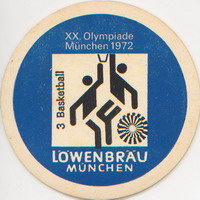 XX. Olympiade
München 1972
3 Basketball
LÖWENBRÄU
MÜNCHEN